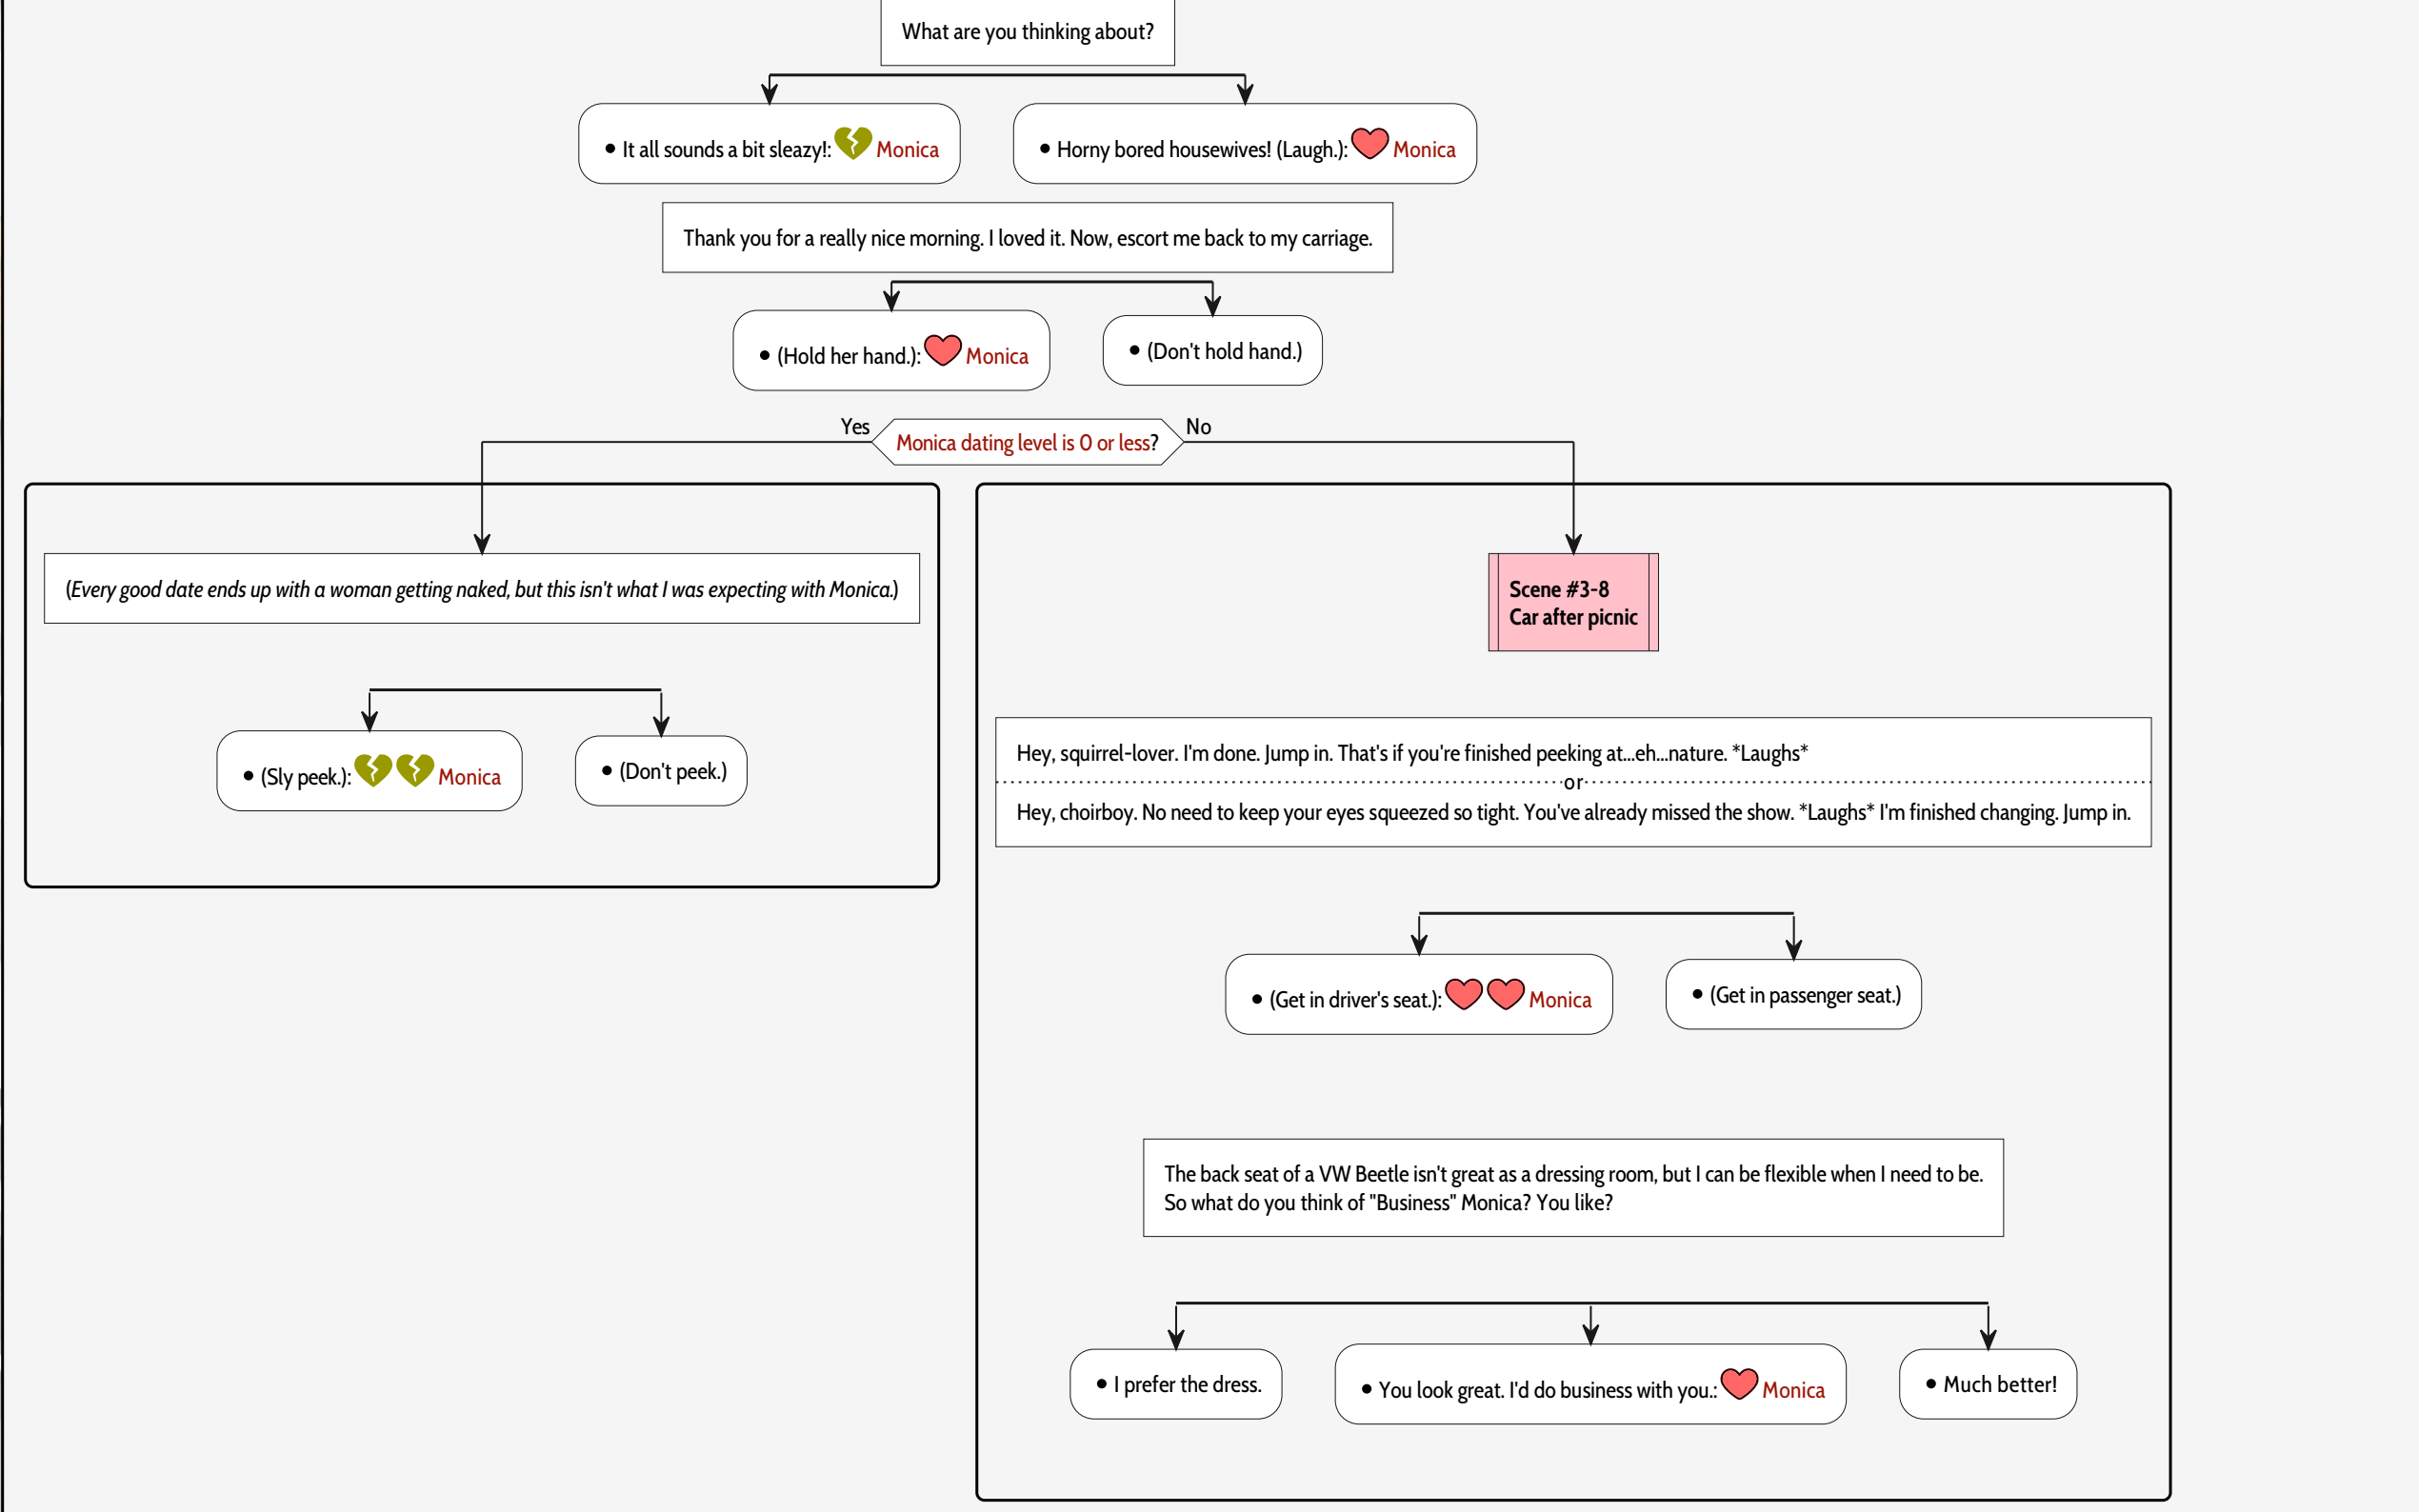 What are you thinking about?
• It all sounds a bit sleazy!: Monica
• Horny bored housewives! (Laugh.): Monica
Thank you for a really nice morning. I loved it. Now, escort me back to my carriage.
• (Hold her hand.): Monica
• (Don't hold hand.)
Yes
Monica dating level is 0 or less?
No
(Every good date ends up with a woman getting naked, but this isn't what I was expecting with Monica.)
• (Sly peek.): Monica
• (Don't peek.)
Scene #3-8
Car after picnic
Hey, squirrel-lover. I'm done. Jump in. That's if you're finished peeking at...eh...nature. *Laughs*
or
Hey, choirboy. No need to keep your eyes squeezed so tight. You've already missed the show. *Laughs* I'm finished changing. Jump in.
• (Get in driver's seat.): Monica
• (Get in passenger seat.)
The back seat of a VW Beetle isn't great as a dressing room, but I can be flexible when I need to be.
So what do you think of "Business" Monica? You like?
• I prefer the dress.
• You look great. I'd do business with you.: Monica
• Much better!